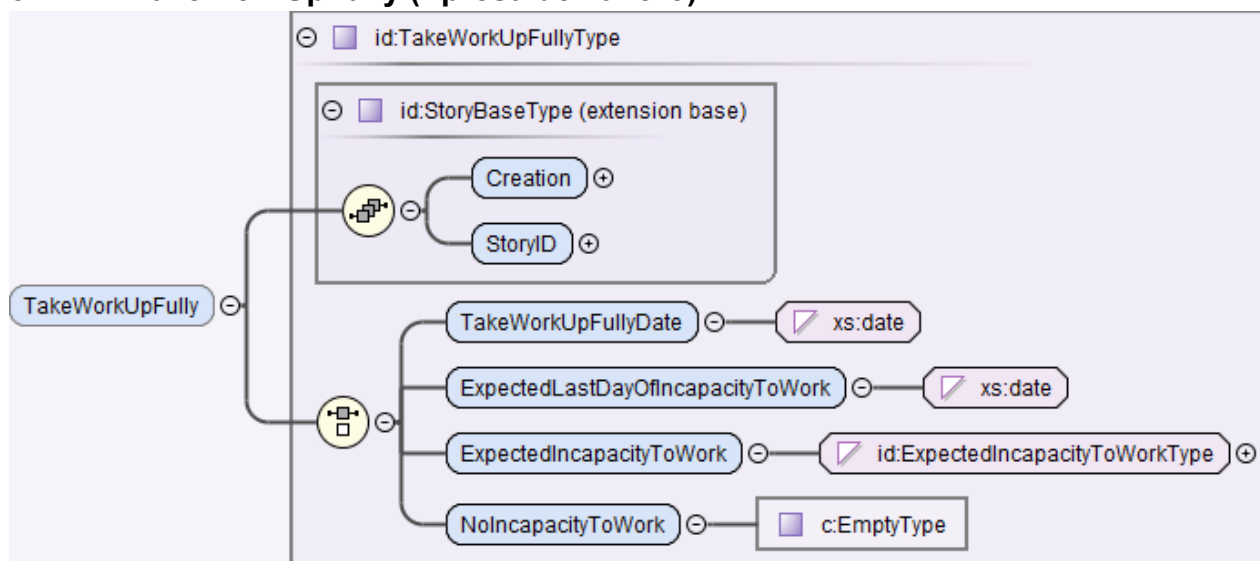 id:TakeWorkUpFullyType
id:StoryBaseType (extension base)
Creation
StoryID
TakeWorkUpFully
TakeWorkUpFullyDate
xs:date
ExpectedLastDayOfIncapacityToWork
xs:date
ExpectedIncapacityToWork
id:ExpectedIncapacityToWorkType
NoIncapacityToWork
c:EmptyType